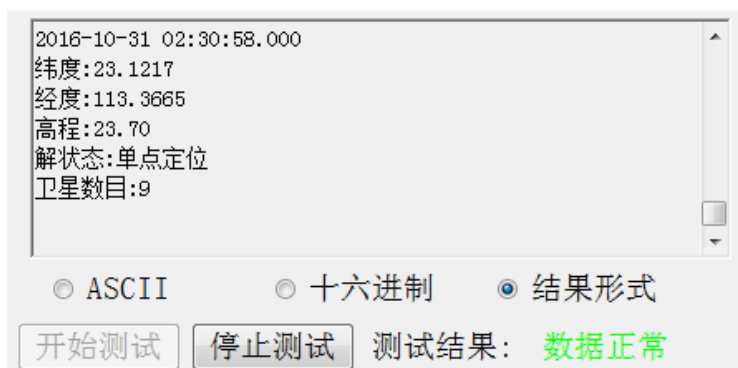 2016-10-31 02:30:58.000
纬度:23.1217
经度:113.3665
高程:23.70
解状态:单点定位
卫星数目:9
ASCII 十六进制 结果形式
开始测试 停止测试 测试结果: 数据正常